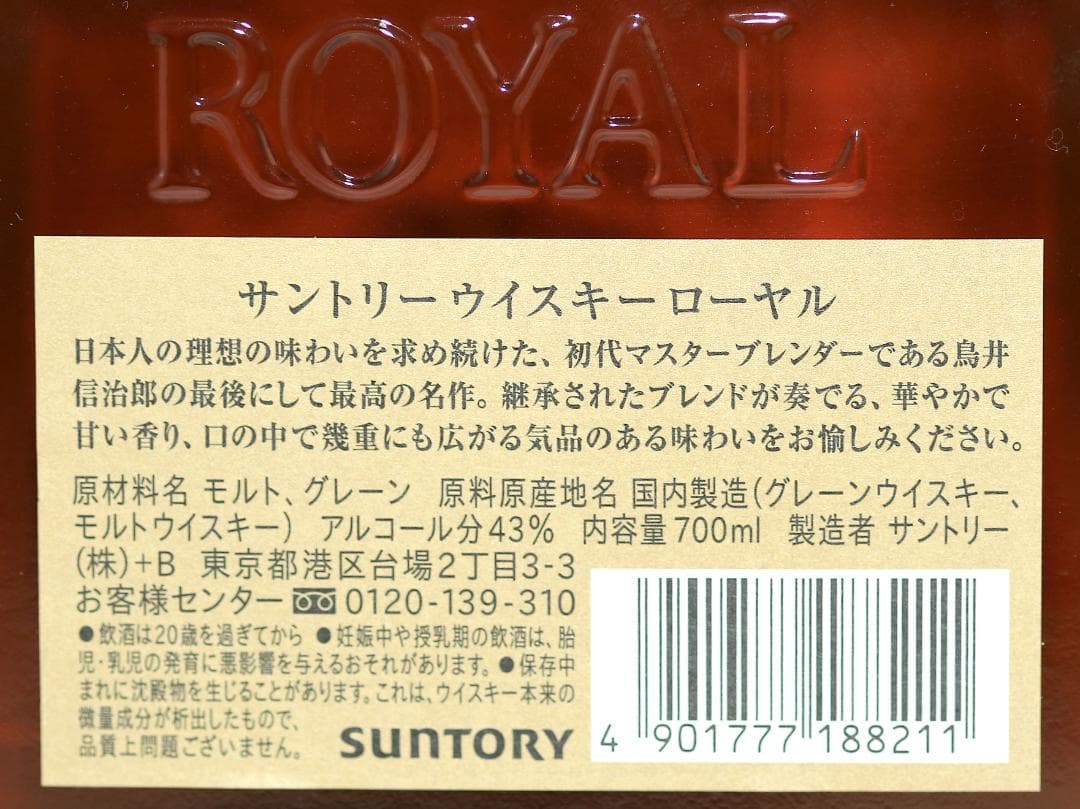 ROYAL
サントリー ウイスキー ローヤル
日本人の理想の味わいを求め続けた、初代マスターブレンダーである鳥井
信治郎の最後にして最高の名作。継承されたブレンドが奏でる、華やかで
甘い香り、口の中で幾重にも広がる気品のある味わいをお愉しみください。
原材料名 モルト、グレーン 原料原産地名 国内製造(グレーンウイスキー、
モルトウイスキー) アルコール分43% 内容量700ml 製造者 サントリー
(株)+B 東京都港区台場2丁目3-3
お客様センター 0120-139-310
●飲酒は20歳を過ぎてから ●妊娠中や授乳期の飲酒は、胎
児・乳児の発育に悪影響を与えるおそれがあります。●保存中
まれに沈殿物を生じることがあります。これは、ウイスキー本来の
微量成分が析出したもので、
品質上問題ございません。
SUNTORY
4 901777 188211